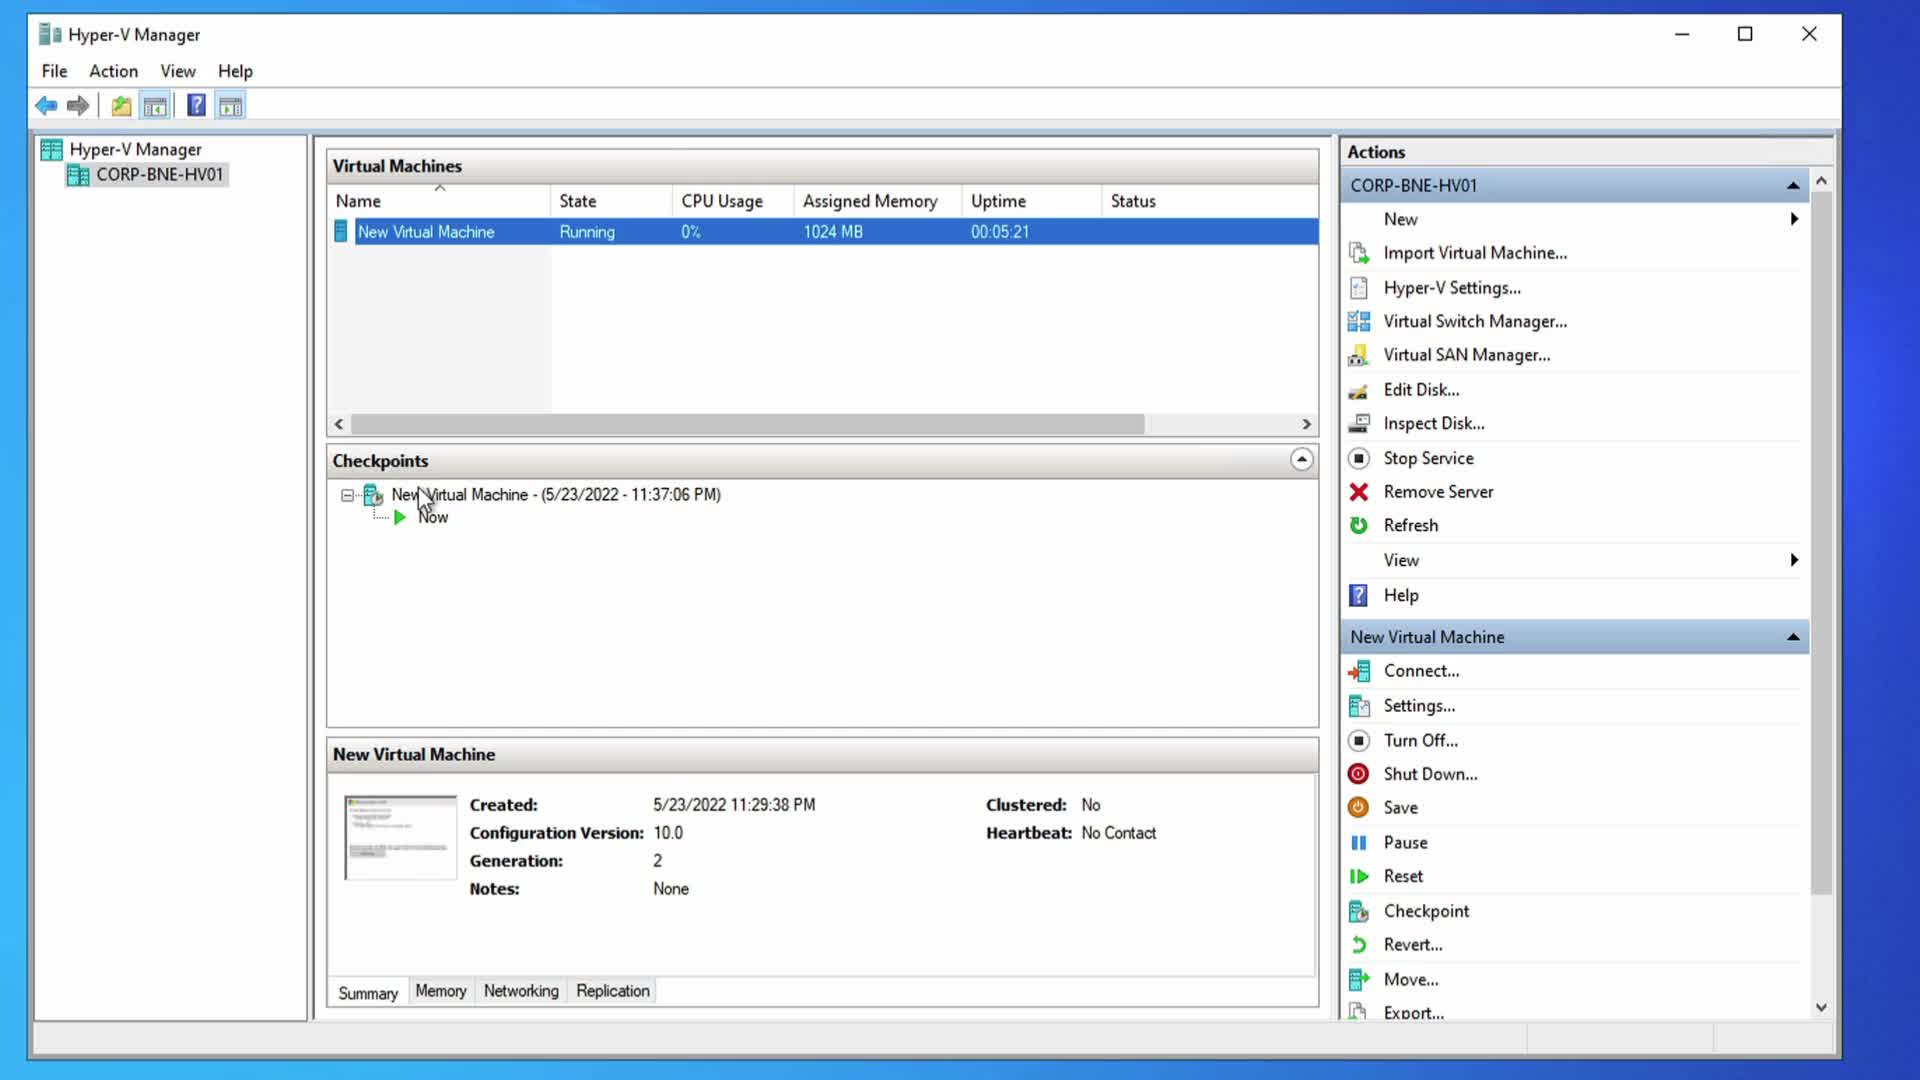 Hyper-V Manager
File Action View Help
Hyper-V Manager
CORP-BNE-HV01
Virtual Machines
Name State CPU Usage Assigned Memory Uptime Status
New Virtual Machine Running 0% 1024 MB 00:05:21
Checkpoints
New Virtual Machine - (5/23/2022 - 11:37:06 PM)
Now
New Virtual Machine
Created: 5/23/2022 11:29:38 PM Clustered: No
Configuration Version: 10.0 Heartbeat: No Contact
Generation: 2
Notes: None
Summary Memory Networking Replication
Actions
CORP-BNE-HV01
New
Import Virtual Machine...
Hyper-V Settings...
Virtual Switch Manager...
Virtual SAN Manager...
Edit Disk...
Inspect Disk...
Stop Service
Remove Server
Refresh
View
Help
New Virtual Machine
Connect...
Settings...
Turn Off...
Shut Down...
Save
Pause
Reset
Checkpoint
Revert...
Move...
Export...